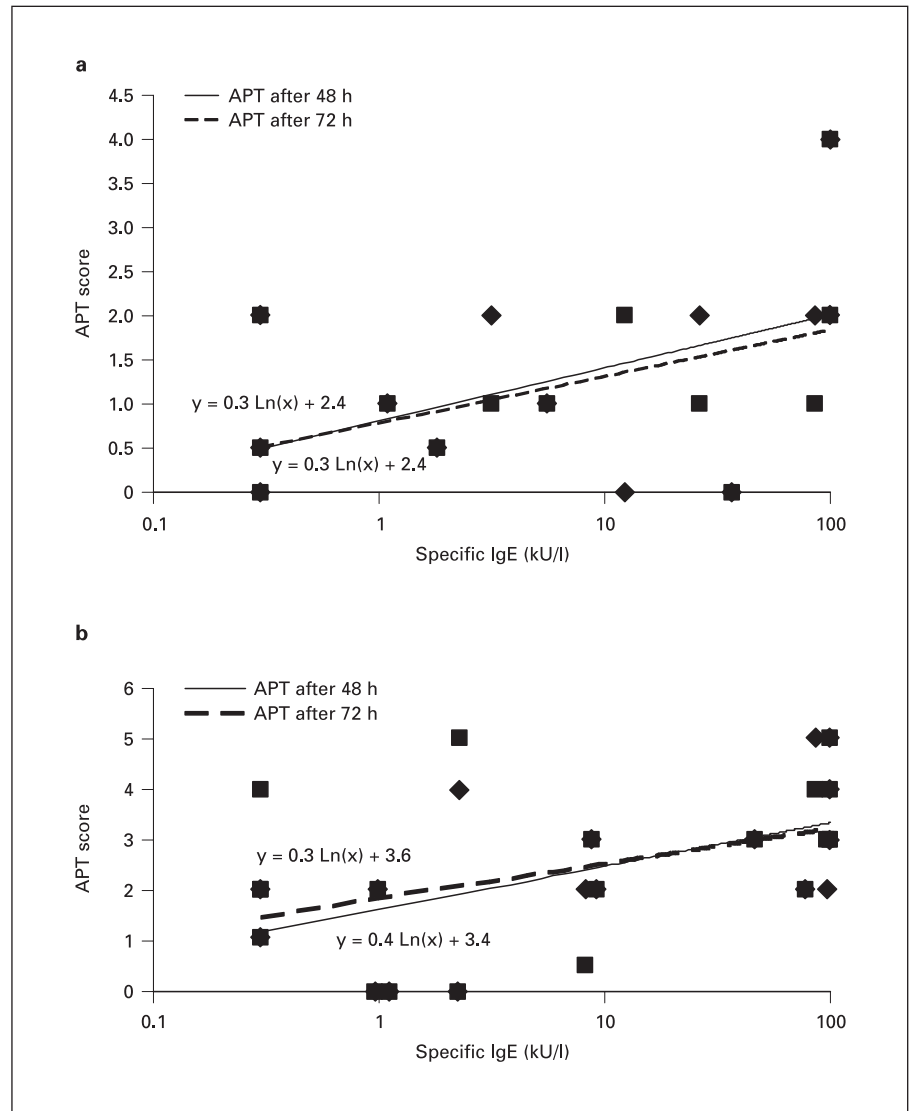 a
4.5
APT after 48 h
4.0
APT after 72 h
3.5
3.0
2.5
APT score
2.0
1.5
y = 0.3 Ln(x) + 2.4
1.0
0.5
y = 0.3 Ln(x) + 2.4
0
0.1 1 10 100
Specific IgE (kU/l)
b
6
APT after 48 h
APT after 72 h
5
4
APT score
3
y = 0.3 Ln(x) + 3.6
2
y = 0.4 Ln(x) + 3.4
1
0
0.1 1 10 100
Specific IgE (kU/l)